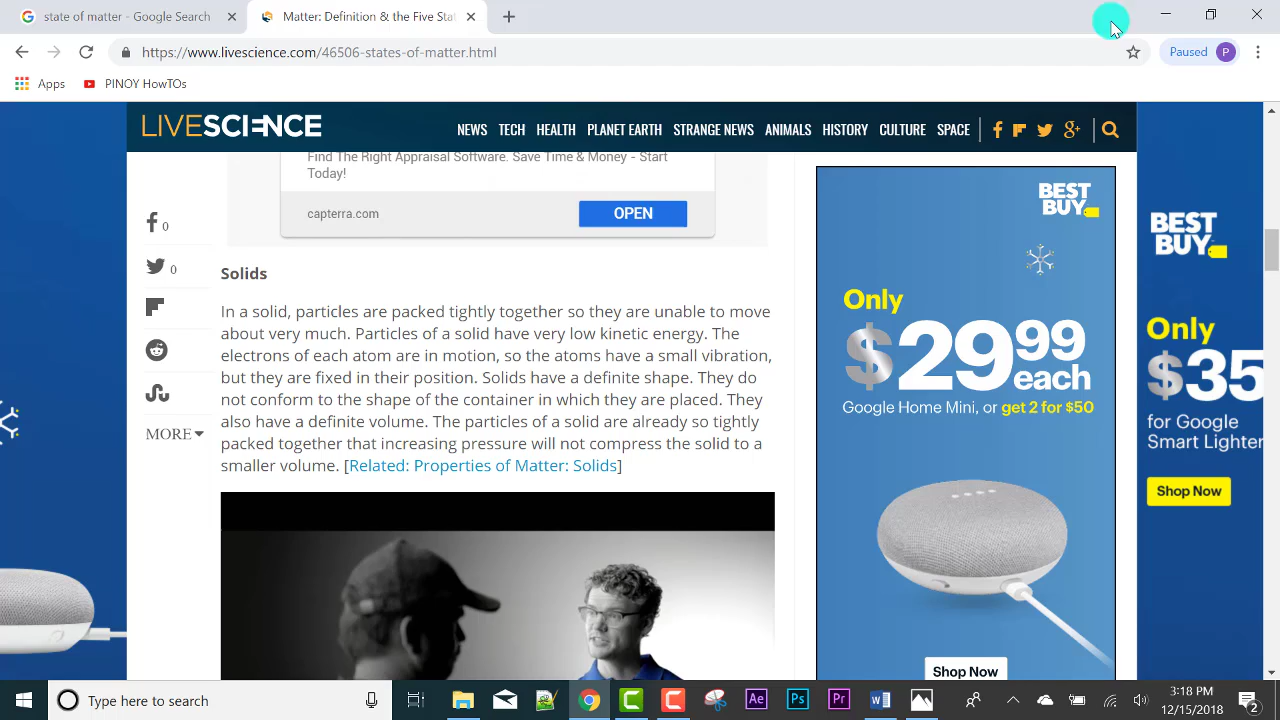 state of matter - Google Search
Matter: Definition & the Five Stat
https://www.livescience.com/46506-states-of-matter.html
Paused P
Apps PINOY HowTOs
LIVESCIENCE
NEWS TECH HEALTH PLANET EARTH STRANGE NEWS ANIMALS HISTORY CULTURE SPACE
Find The Right Appraisal Software. Save Time & Money - Start
Today!
capterra.com
OPEN
0
0
MORE
Solids
In a solid, particles are packed tightly together so they are unable to move
about very much. Particles of a solid have very low kinetic energy. The
electrons of each atom are in motion, so the atoms have a small vibration,
but they are fixed in their position. Solids have a definite shape. They do
not conform to the shape of the container in which they are placed. They
also have a definite volume. The particles of a solid are already so tightly
packed together that increasing pressure will not compress the solid to a
smaller volume. [Related: Properties of Matter: Solids]
BEST
BUY
Only
$29.99
each
Google Home Mini, or get 2 for $50
Shop Now
BEST
BUY
Only
$35
for Google
Smart Lighter
Shop Now
Type here to search
Ae Ps Pr
3:18 PM
12/15/2018
2